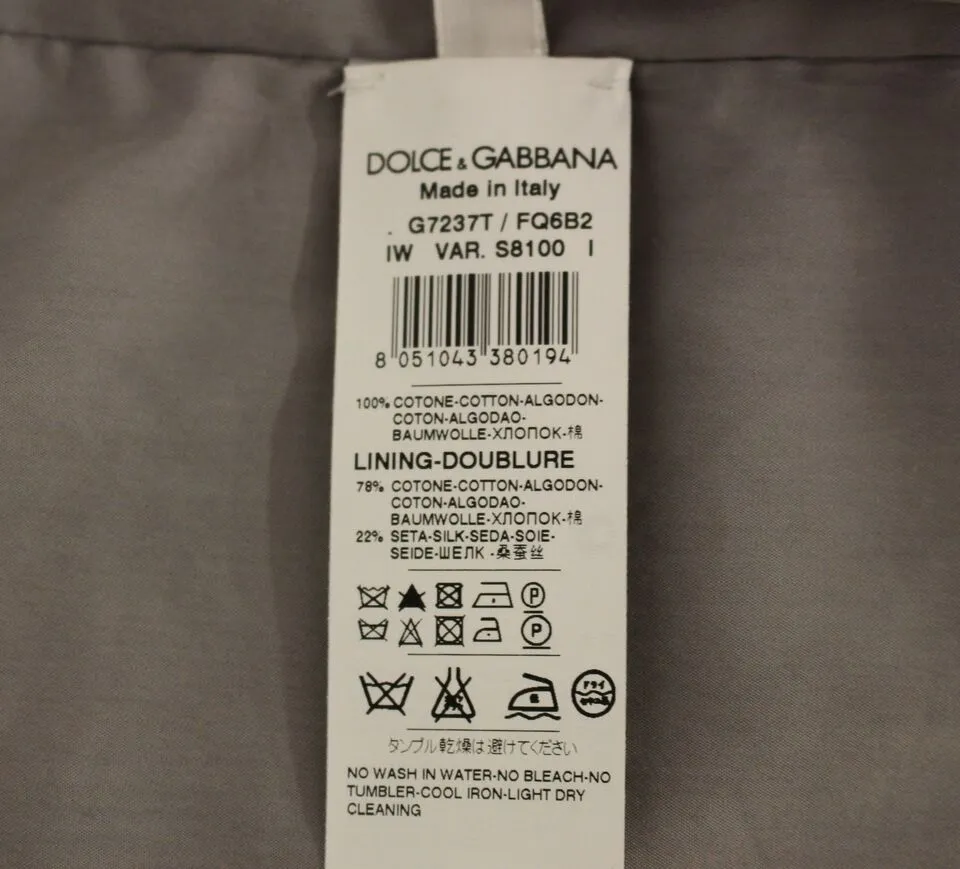 DOLCE & GABBANA
Made in Italy
. G7237T / FQ6B2
IW VAR. S8100 I
8 051043 380194
100% COTONE-COTTON-ALGODON-
COTON-ALGODAO-
BAUMWOLLE-ХЛОПОК-棉
LINING-DOUBLURE
78% COTONE-COTTON-ALGODON-
COTON-ALGODAO-
BAUMWOLLE-ХЛОПОК-棉
22% SETA-SILK-SEDA-SOIE-
SEIDE-ШЕЛК -桑蚕丝
P
P
ドライ
タンブル乾燥は避けてください
NO WASH IN WATER-NO BLEACH-NO
TUMBLER-COOL IRON-LIGHT DRY
CLEANING